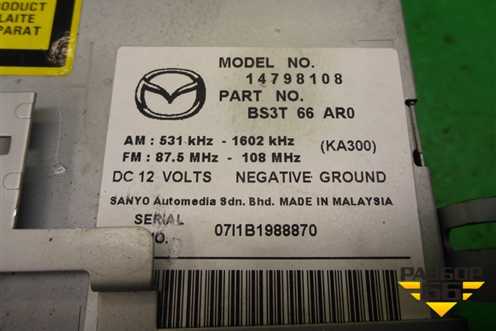 PRODUCT
LAITE
PARAT
MODEL NO.
14798108
PART NO.
BS3T 66 AR0
AM : 531 kHz - 1602 kHz
(KA300)
FM : 87.5 MHz - 108 MHz
DC 12 VOLTS NEGATIVE GROUND
SANYO Automedia Sdn. Bhd. MADE IN MALAYSIA
SERIAL
NO.
07I1B1988870
РАЗБОР
66